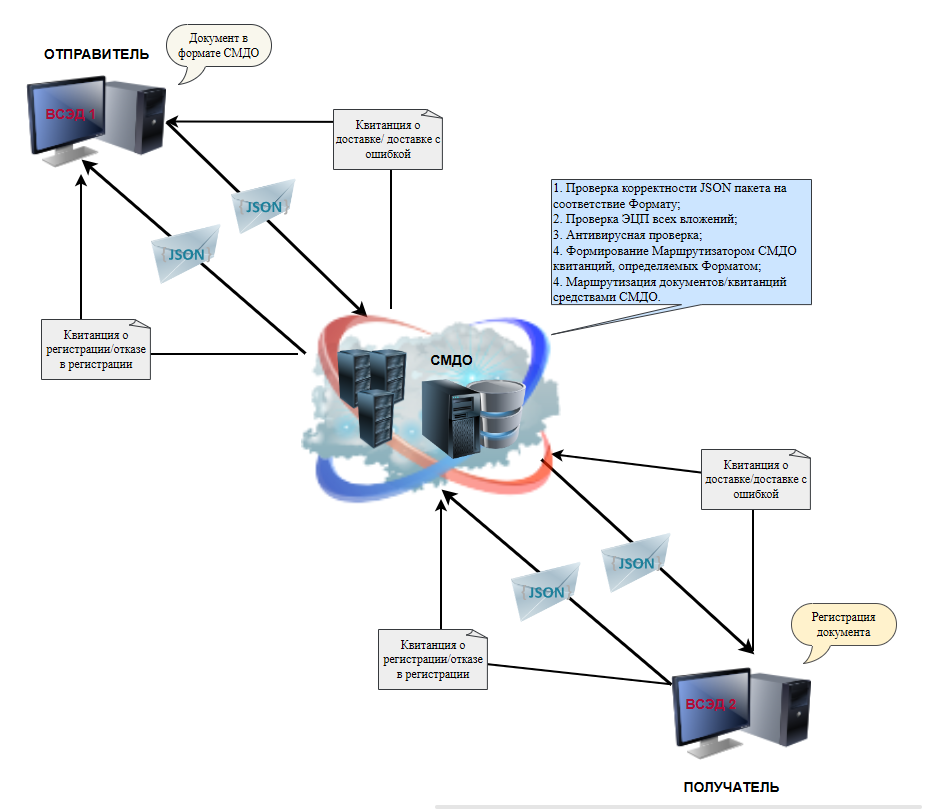 Документ в
формате СМДО
ОТПРАВИТЕЛЬ
ВСЭД 1
Квитанция о
доставке/ доставке с
ошибкой
JSON
JSON
1. Проверка корректности JSON пакета на
соответствие Формату;
2. Проверка ЭЦП всех вложений;
3. Антивирусная проверка;
4. Формирование Маршрутизатором СМДО
квитанций, определяемых Форматом;
4. Маршрутизация документов/квитанций
средствами СМДО.
Квитанция о
регистрации/отказе
в регистрации
СМДО
Квитанция о
доставке/доставке с
ошибкой
{JSON}
{JSON}
Регистрация
документа
Квитанция о
регистрации/отказе
в регистрации
ВСЭД 2
ПОЛУЧАТЕЛЬ